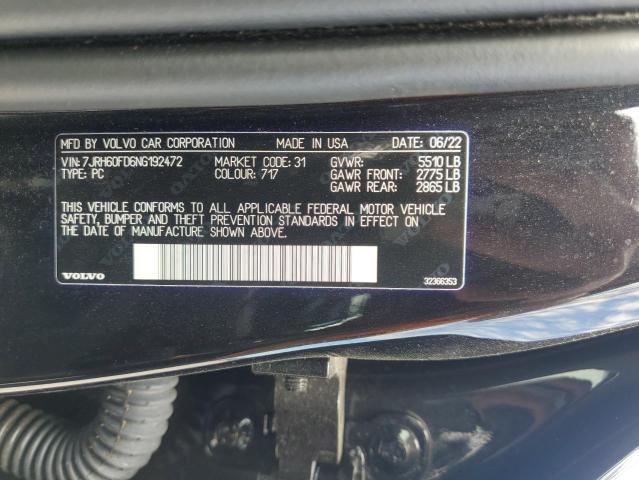 MFD BY VOLVO CAR CORPORATION MADE IN USA DATE: 06/22
VIN: 7JRH60FD6NG192472 MARKET CODE: 31 GVWR: 5510 LB
TYPE: PC COLOUR: 717 GAWR FRONT: 2775 LB
GAWR REAR: 2865 LB
THIS VEHICLE CONFORMS TO ALL APPLICABLE FEDERAL MOTOR VEHICLE
SAFETY, BUMPER AND THEFT PREVENTION STANDARDS IN EFFECT ON
THE DATE OF MANUFACTURE SHOWN ABOVE.
VOLVO 32366353